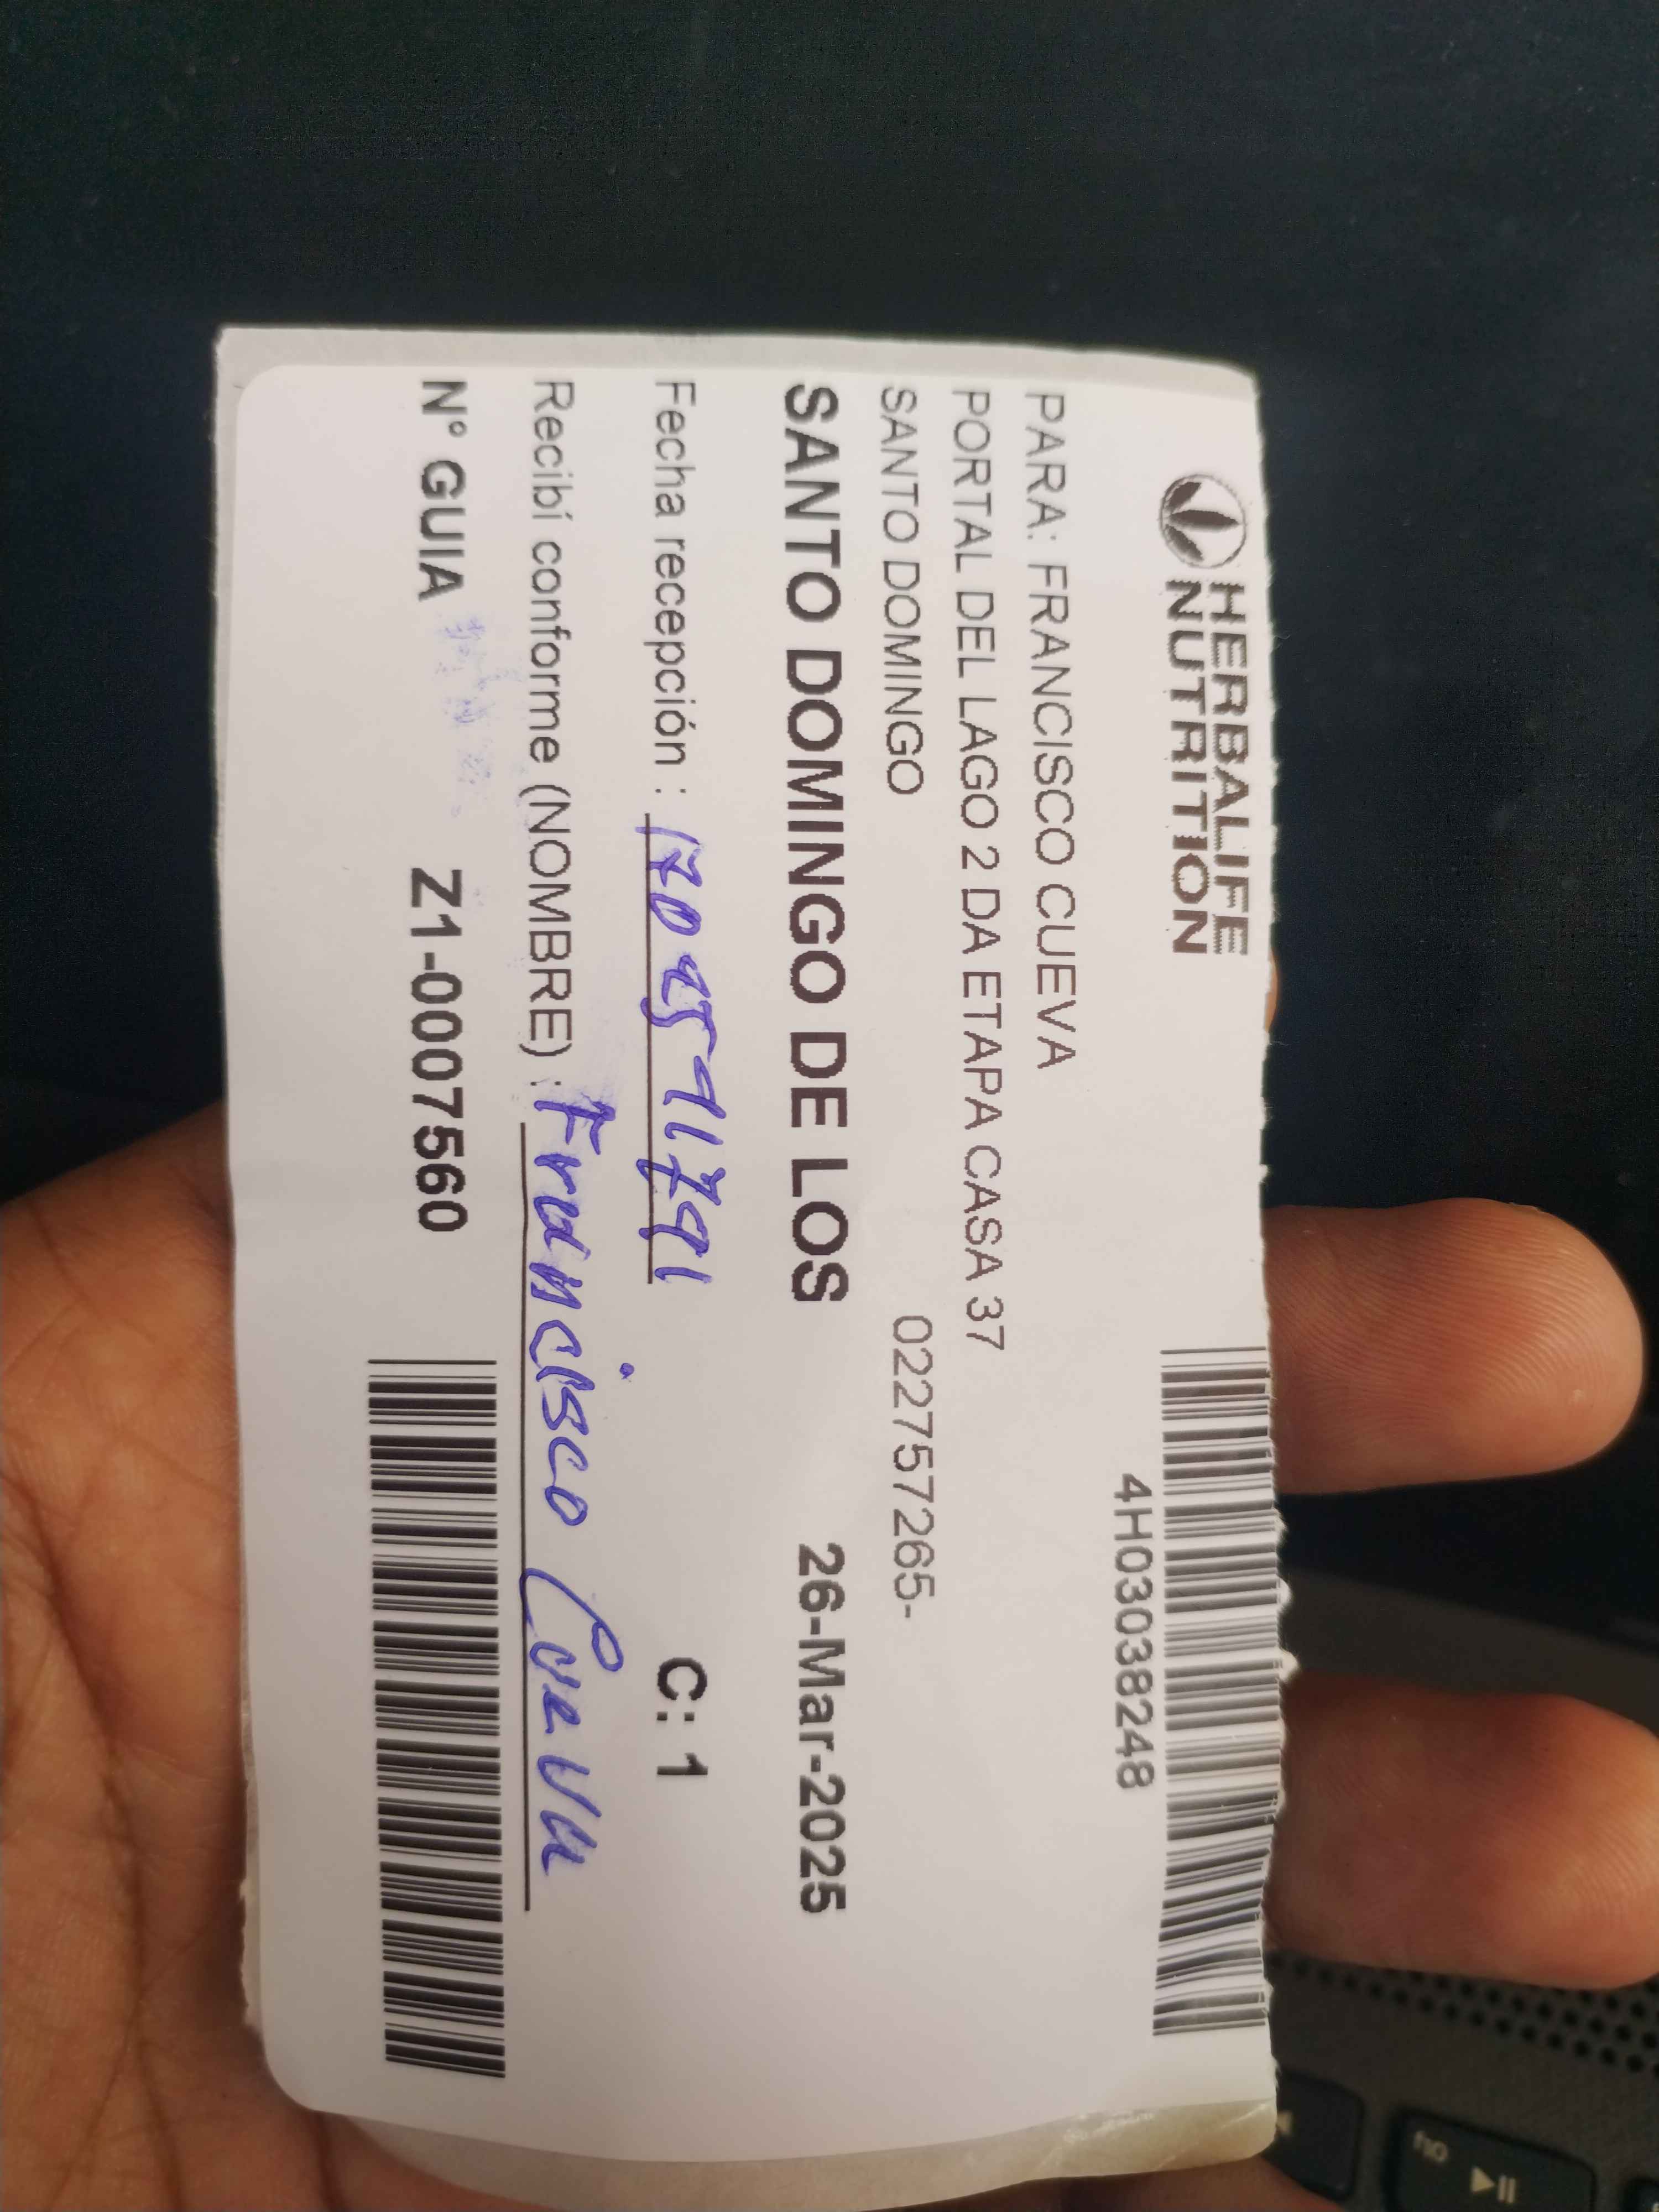 HERBALIFE
NUTRITION
4H03038248
PARA: FRANCISCO CUEVA
PORTAL DEL LAGO 2 DA ETAPA CASA 37
SANTO DOMINGO 022757265-
SANTO DOMINGO DE LOS 26-Mar-2025
Fecha recepción : C: 1
Recibí conforme (NOMBRE) : Francisco Cueva
N° GUIA Z1-0007560